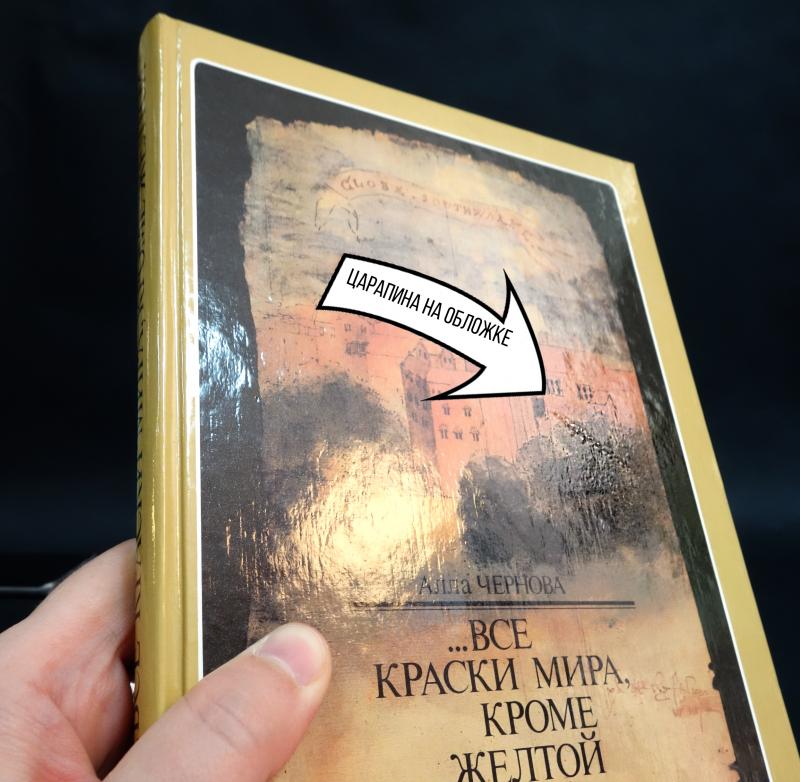 ЦАРАПИНА НА ОБЛОЖКЕ
Алла ЧЕРНОВА
...ВСЕ
КРАСКИ МИРА,
КРОМЕ
ЖЕЛТОЙ